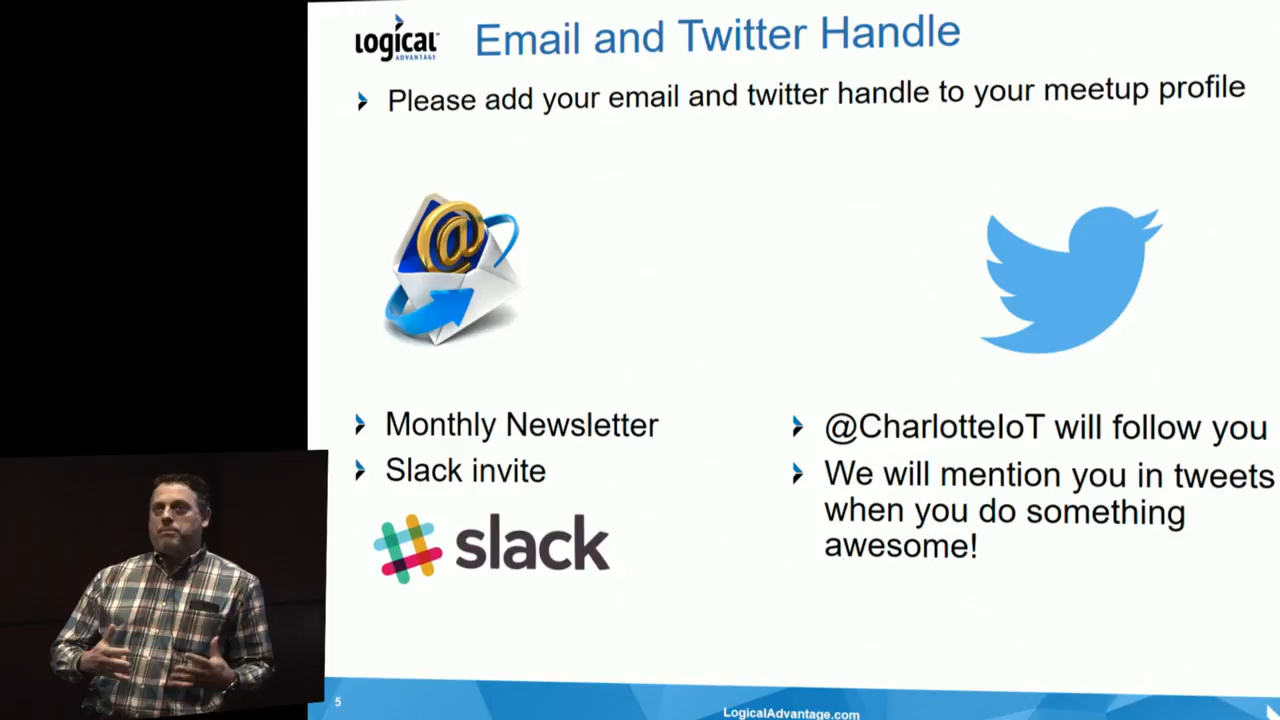 Logical
ADVANTAGE
Email and Twitter Handle
Please add your email and twitter handle to your meetup profile
@
Monthly Newsletter
Slack invite
slack
@CharlotteIoT will follow you
We will mention you in tweets
when you do something
awesome!
5
LogicalAdvantage.com